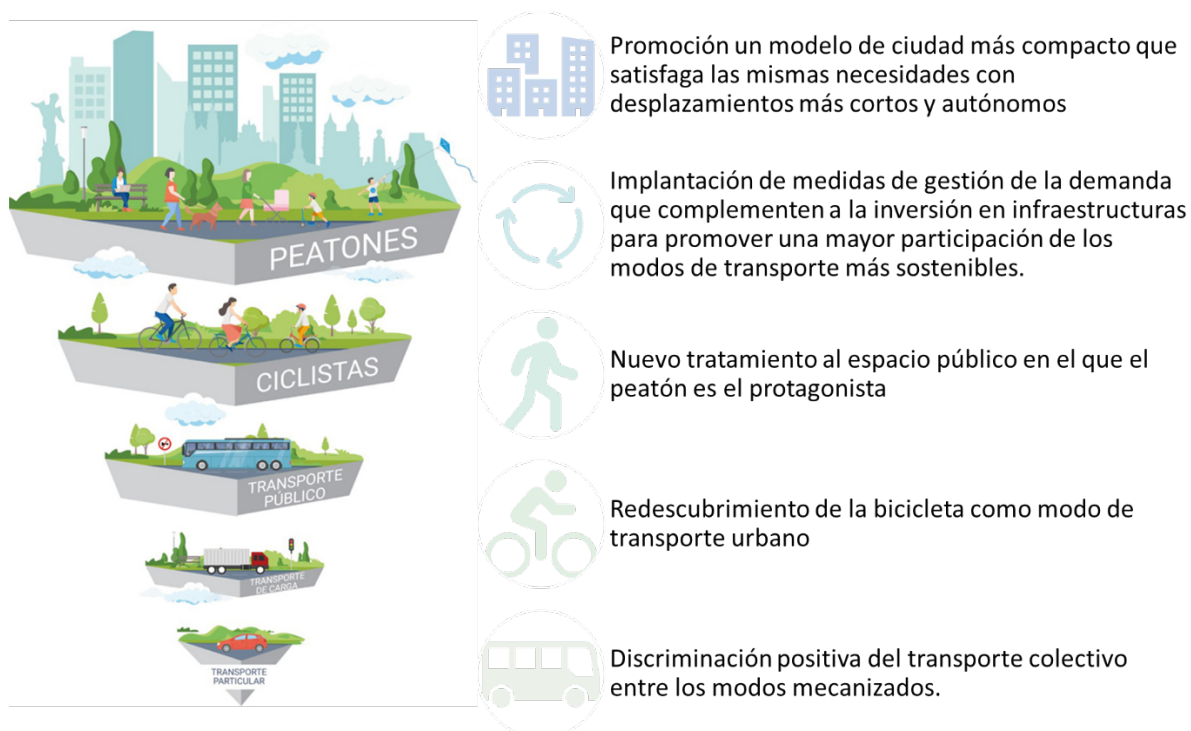 PEATONES
CICLISTAS
TRANSPORTE
PÚBLICO
TRANSPORTE
DE CARGA
TRANSPORTE
PARTICULAR
Promoción un modelo de ciudad más compacto que
satisfaga las mismas necesidades con
desplazamientos más cortos y autónomos
Implantación de medidas de gestión de la demanda
que complementen a la inversión en infraestructuras
para promover una mayor participación de los
modos de transporte más sostenibles.
Nuevo tratamiento al espacio público en el que el
peatón es el protagonista
Redescubrimiento de la bicicleta como modo de
transporte urbano
Discriminación positiva del transporte colectivo
entre los modos mecanizados.